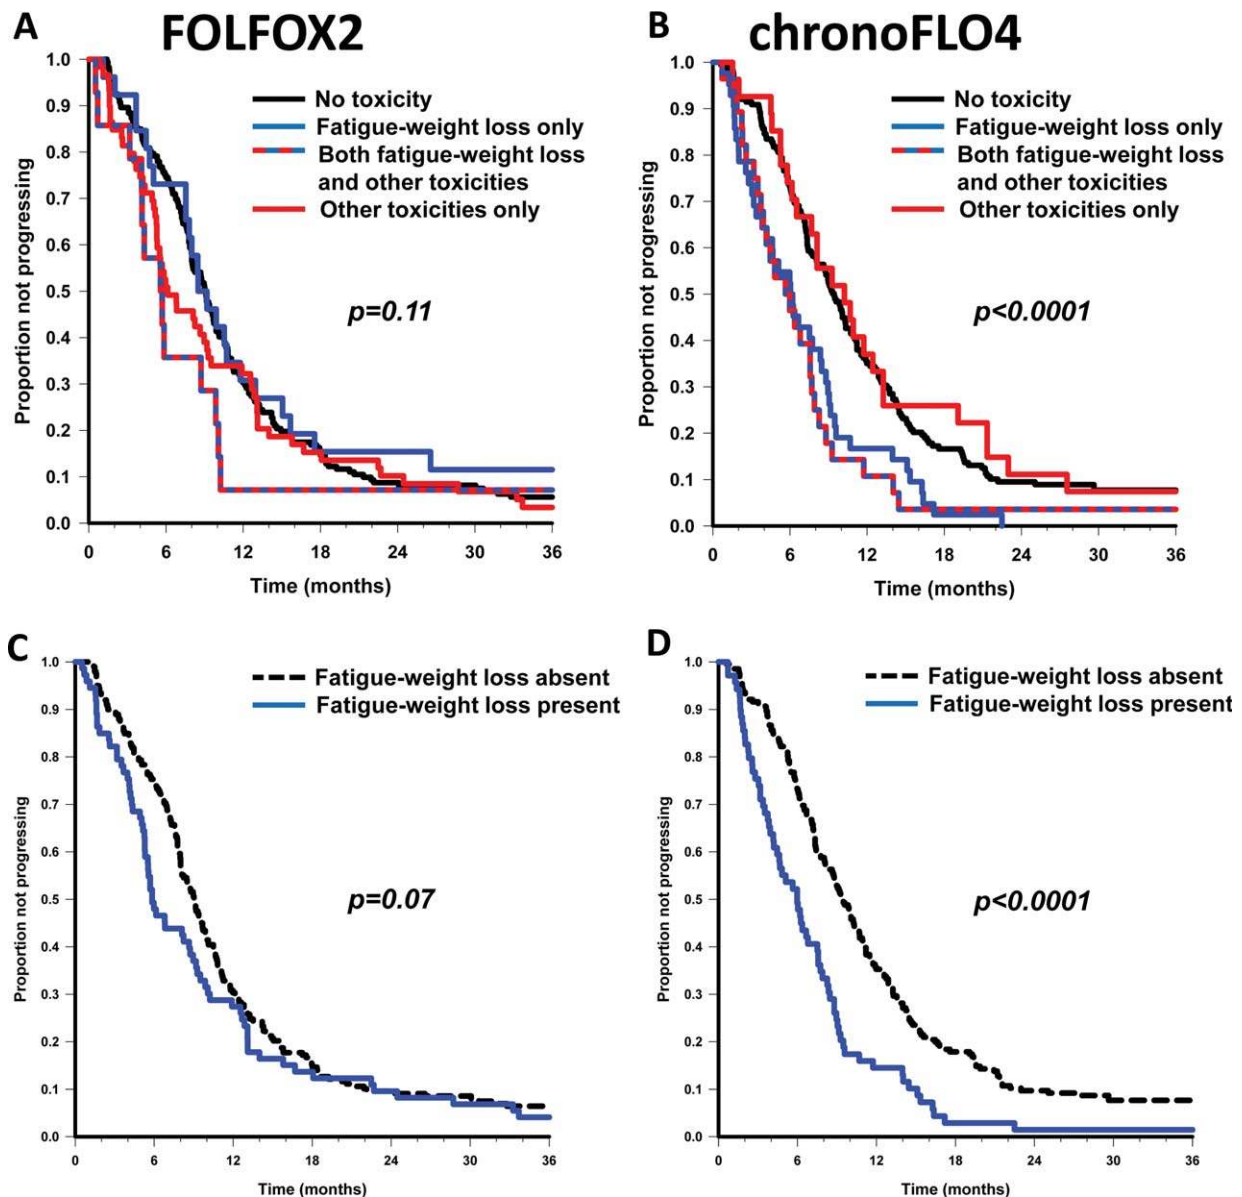 A FOLFOX2
Proportion not progressing
1.0
0.9
0.8
0.7
0.6
0.5
0.4
0.3
0.2
0.1
0.0
No toxicity
Fatigue-weight loss only
Both fatigue-weight loss
and other toxicities
Other toxicities only
p=0.11
0 6 12 18 24 30 36
Time (months)
B chronoFLO4
Proportion not progressing
1.0
0.9
0.8
0.7
0.6
0.5
0.4
0.3
0.2
0.1
0.0
No toxicity
Fatigue-weight loss only
Both fatigue-weight loss
and other toxicities
Other toxicities only
p<0.0001
0 6 12 18 24 30 36
Time (months)
C
Proportion not progressing
1.0
0.9
0.8
0.7
0.6
0.5
0.4
0.3
0.2
0.1
0.0
Fatigue-weight loss absent
Fatigue-weight loss present
p=0.07
0 6 12 18 24 30 36
Time (months)
D
Proportion not progressing
1.0
0.9
0.8
0.7
0.6
0.5
0.4
0.3
0.2
0.1
0.0
Fatigue-weight loss absent
Fatigue-weight loss present
p<0.0001
0 6 12 18 24 30 36
Time (months)